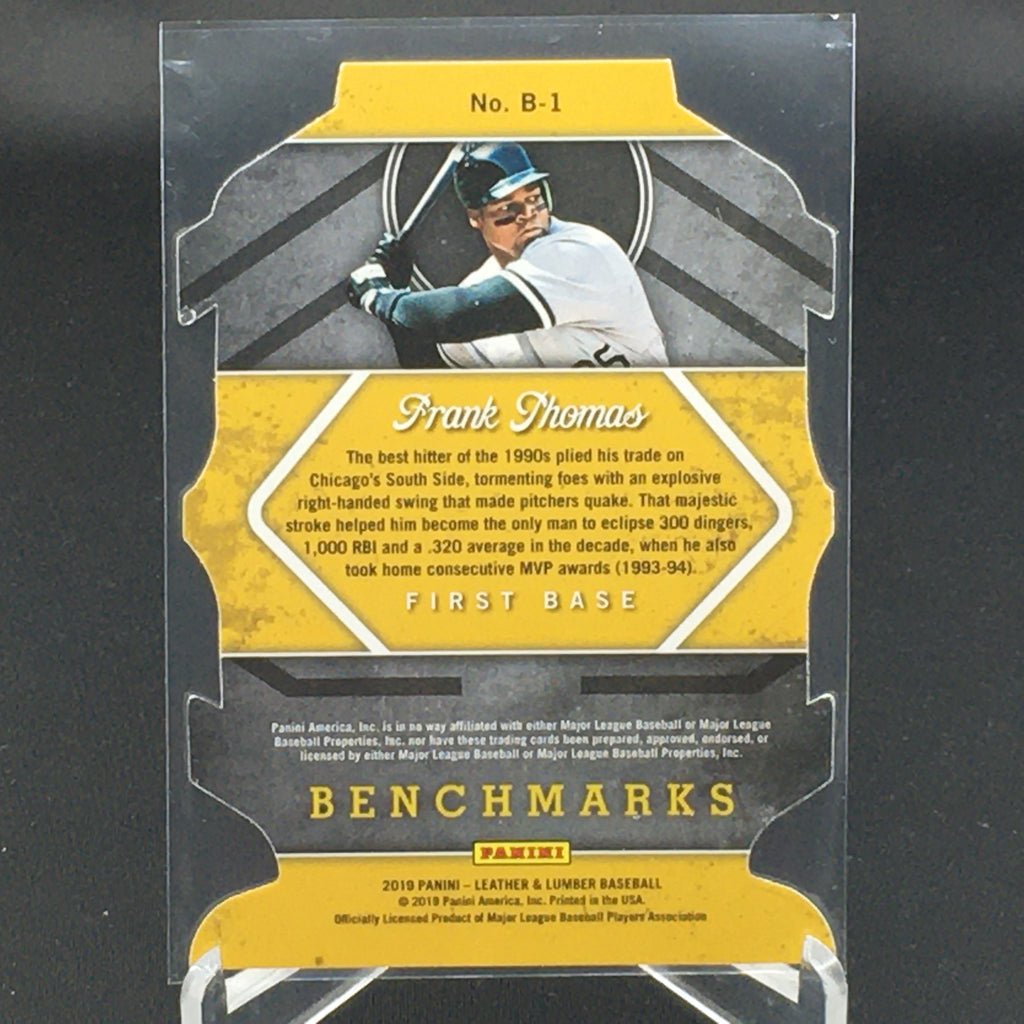 No. B-1
35
Frank Thomas
The best hitter of the 1990s plied his trade on
Chicago's South Side, tormenting foes with an explosive
right-handed swing that made pitchers quake. That majestic
stroke helped him become the only man to eclipse 300 dingers,
1,000 RBI and a .320 average in the decade, when he also
took home consecutive MVP awards (1993-94).
FIRST BASE
Panini America, Inc. is in no way affiliated with either Major League Baseball or Major League
Baseball Properties, Inc. nor have these trading cards been prepared, approved, endorsed, or
licensed by either Major League Baseball or Major League Baseball Properties, Inc.
BENCHMARKS
PANINI
2019 PANINI – LEATHER & LUMBER BASEBALL
© 2019 Panini America, Inc. Printed in the USA.
Officially Licensed Product of Major League Baseball Players Association